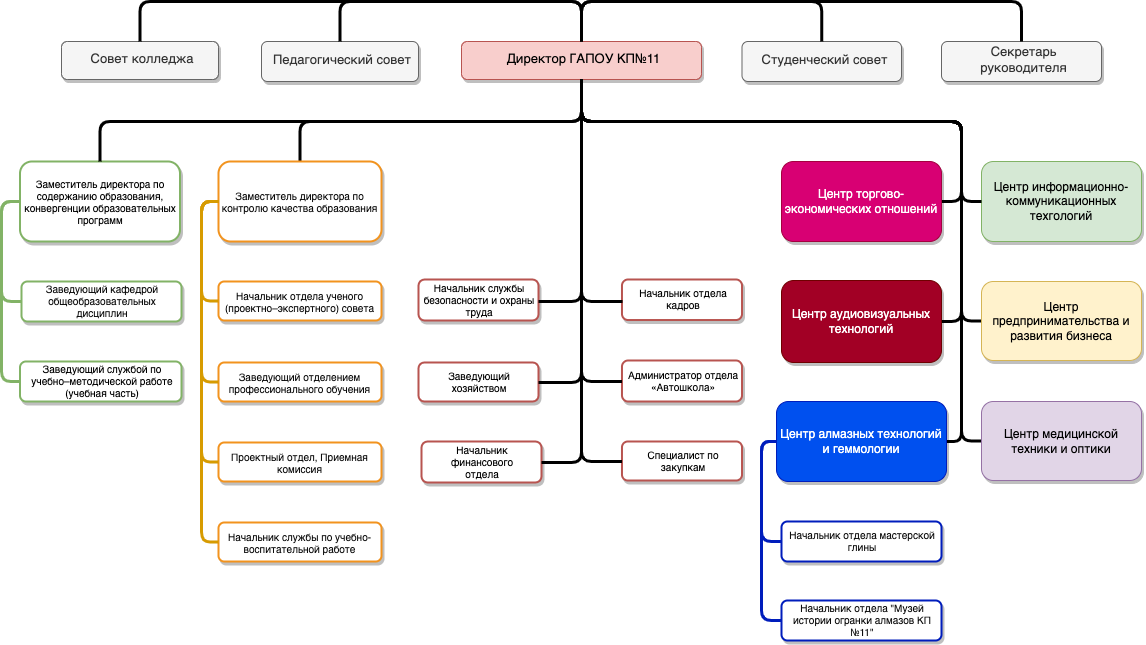 Совет колледжа
Педагогический совет
Директор ГАПОУ КП№11
Студенческий совет
Секретарь
руководителя
Заместитель директора по
содержанию образования,
конвергенции образовательных
программ
Заместитель директора по
контролю качества образования
Центр торгово-
экономических отношений
Центр информационно-
коммуникационных
техгологий
Заведующий кафедрой
общеобразовательных
дисциплин
Начальник отдела ученого
(проектно–экспертного) совета
Начальник службы
безопасности и охраны
труда
Начальник отдела
кадров
Центр аудиовизуальных
технологий
Центр
предпринимательства и
развития бизнеса
Заведующий службой по
учебно–методической работе
(учебная часть)
Заведующий отделением
профессионального обучения
Заведующий
хозяйством
Администратор отдела
«Автошкола»
Центр алмазных технологий
и геммологии
Центр медицинской
техники и оптики
Проектный отдел, Приемная
комиссия
Начальник
финансового
отдела
Специалист по
закупкам
Начальник службы по учебно-
воспитательной работе
Начальник отдела мастерской
глины
Начальник отдела "Музей
истории огранки алмазов КП
№11"